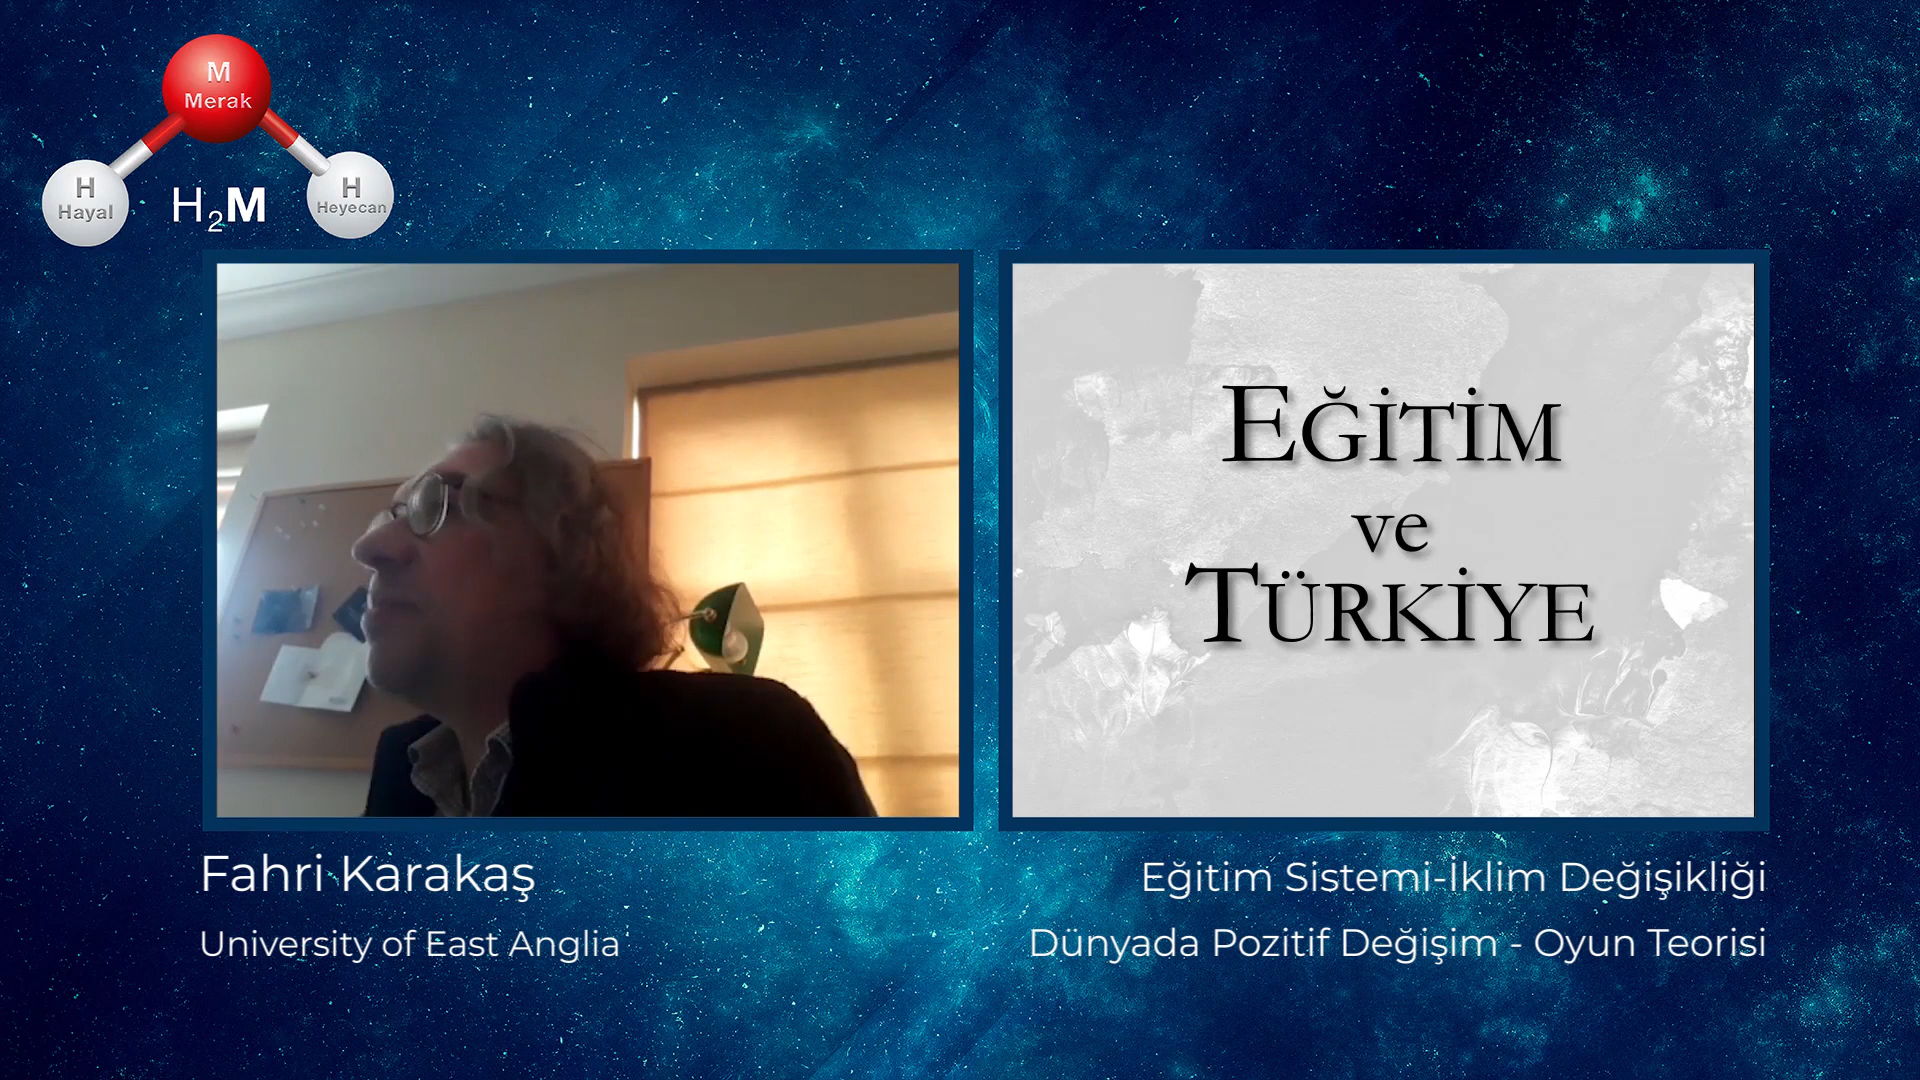 M
Merak
H
Hayal
H₂M
H
Heyecan
EĞİTİM
ve
TÜRKİYE
Fahri Karakaş
University of East Anglia
Eğitim Sistemi-İklim Değişikliği
Dünyada Pozitif Değişim - Oyun Teorisi